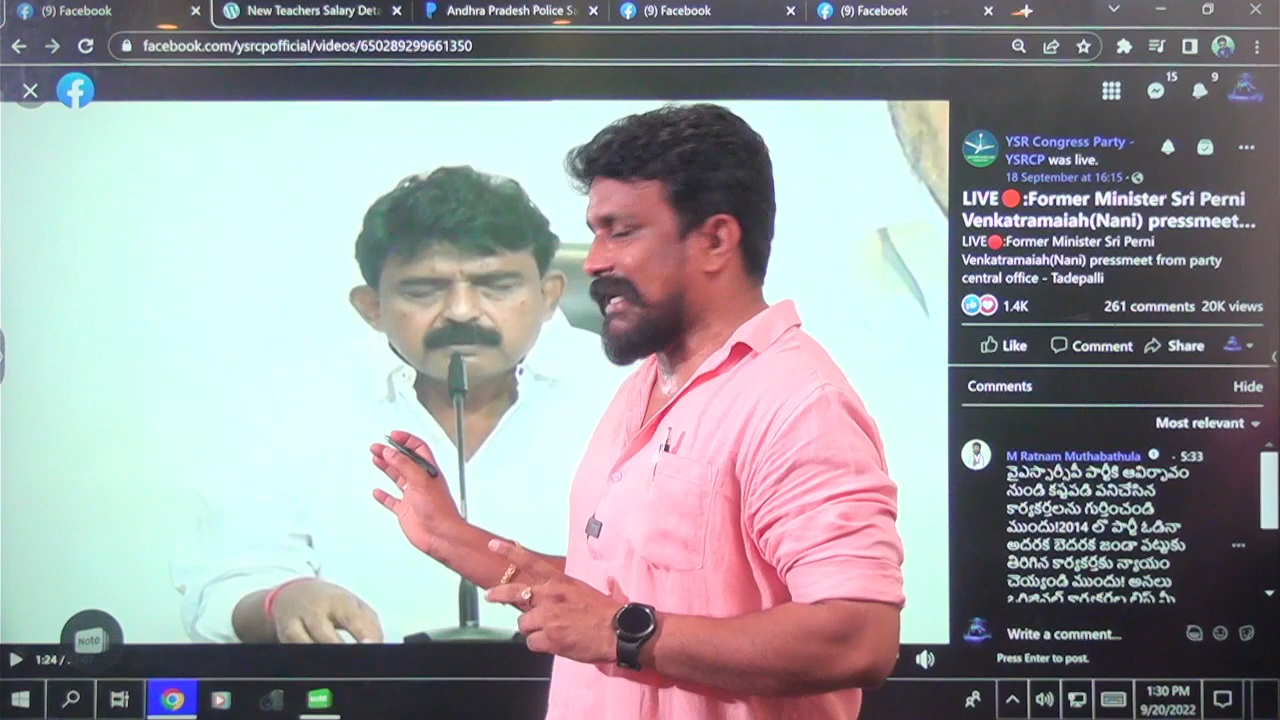 (9) Facebook
New Teachers Salary Deta
Andhra Pradesh Police Sa
(9) Facebook
(9) Facebook
facebook.com/ysrcpofficial/videos/650289299661350
15
9
YSR Congress Party -
YSRCP was live.
18 September at 16:15 ·
LIVE🔴:Former Minister Sri Perni
Venkatramaiah(Nani) pressmeet...
LIVE🔴:Former Minister Sri Perni
Venkatramaiah(Nani) pressmeet from party
central office - Tadepalli
1.4K
261 comments 20K views
Like
Comment
Share
Comments
Hide
Most relevant
M Ratnam Muthabathula · 5:33
వైఎస్సార్సీపీ పార్టీకి ఆవిర్భావం
నుండి కష్టపడి పనిచేసిన
కార్యకర్తలను గుర్తించండి
ముందు!2014 లో పార్టీ ఓడినా
అదరక బెదరక జండా పట్టుకు
తిరిగిన కార్యకర్తకు న్యాయం
చెయ్యండి ముందు! అసలు
Write a comment...
Press Enter to post.
Note
1:24 /
note
1:30 PM
9/20/2022